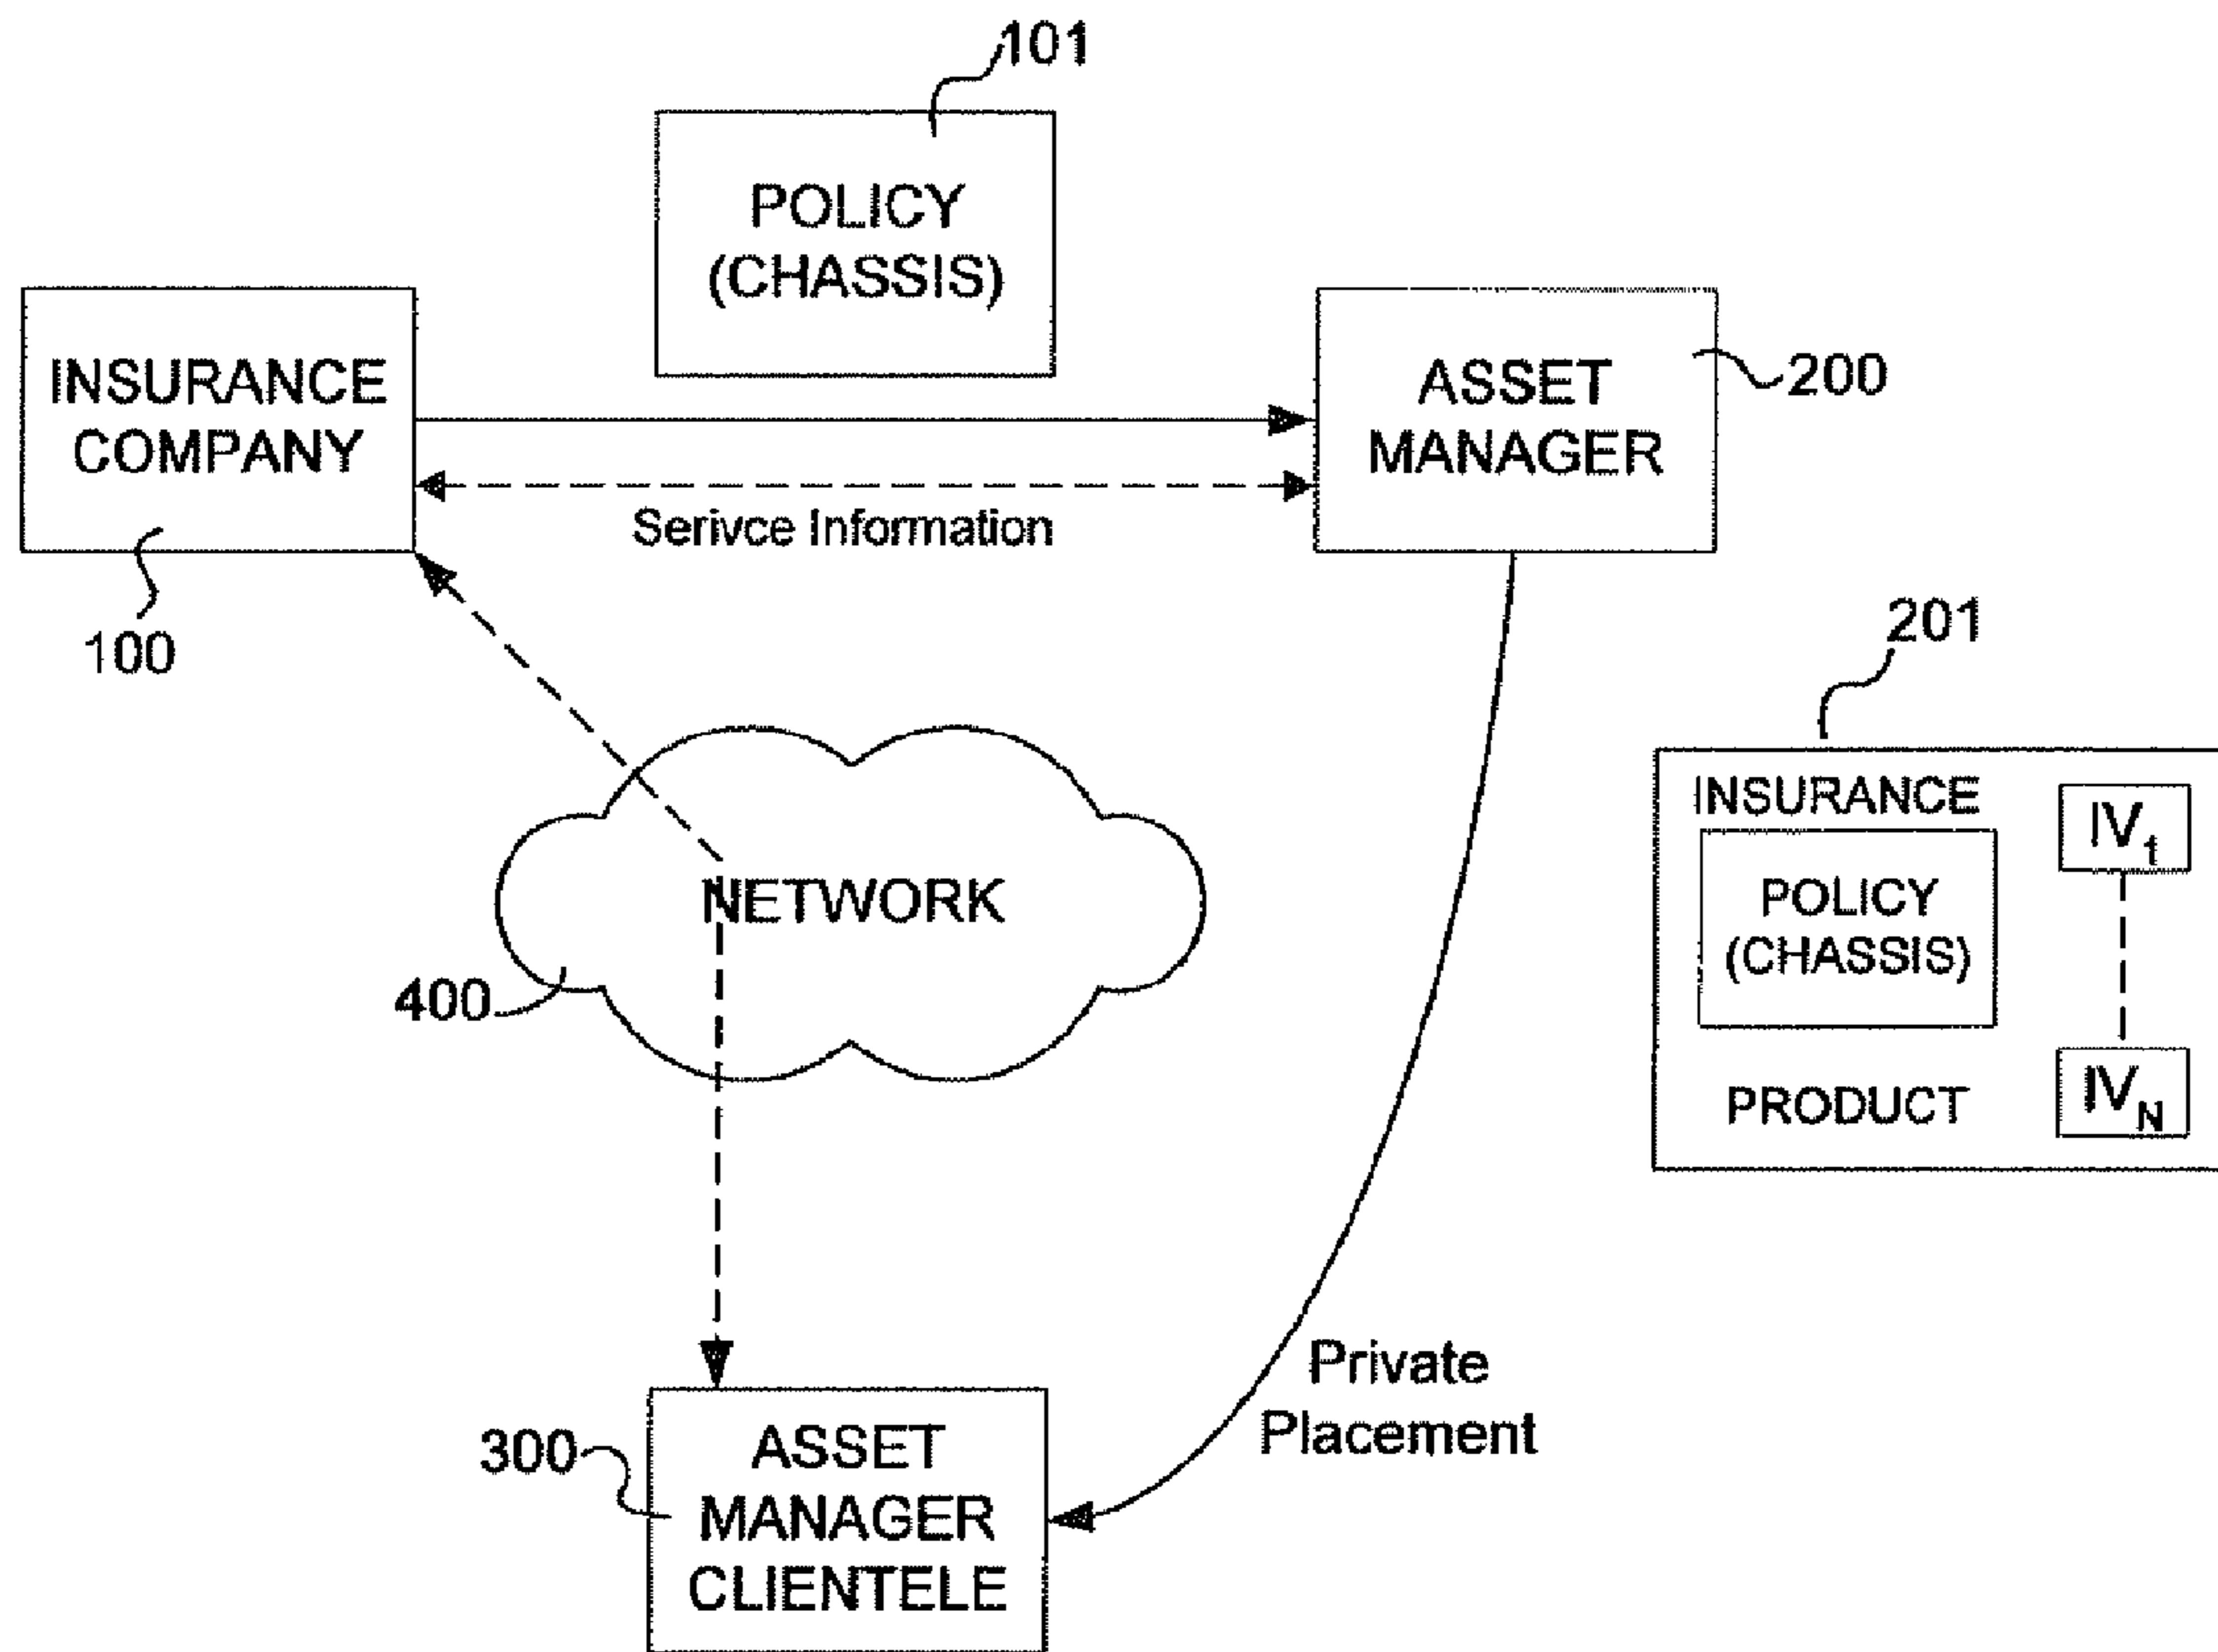 101
POLICY
(CHASSIS)
INSURANCE
COMPANY
100
ASSET
MANAGER
200
Serivce Information
201
INSURANCE
POLICY
(CHASSIS)
PRODUCT
IV1
IVN
NETWORK
400
Private
Placement
300
ASSET
MANAGER
CLIENTELE